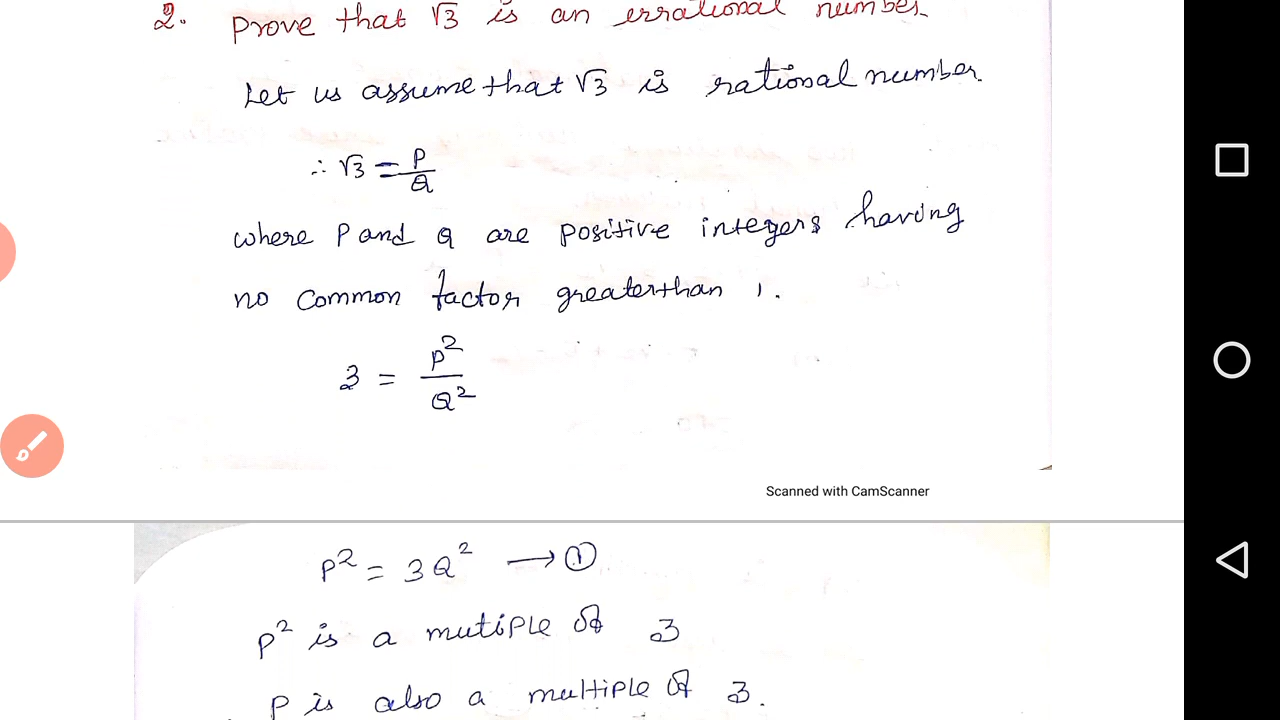 2. Prove that √3 is an errational number.
Let us assume that √3 is rational number.
∴ √3 = P/Q
where P and Q are positive integers having
no common factor greaterthan 1.
3 = P²/Q²
Scanned with CamScanner
P² = 3Q² → ①
P² is a mutiple of 3
P is also a multiple of 3.